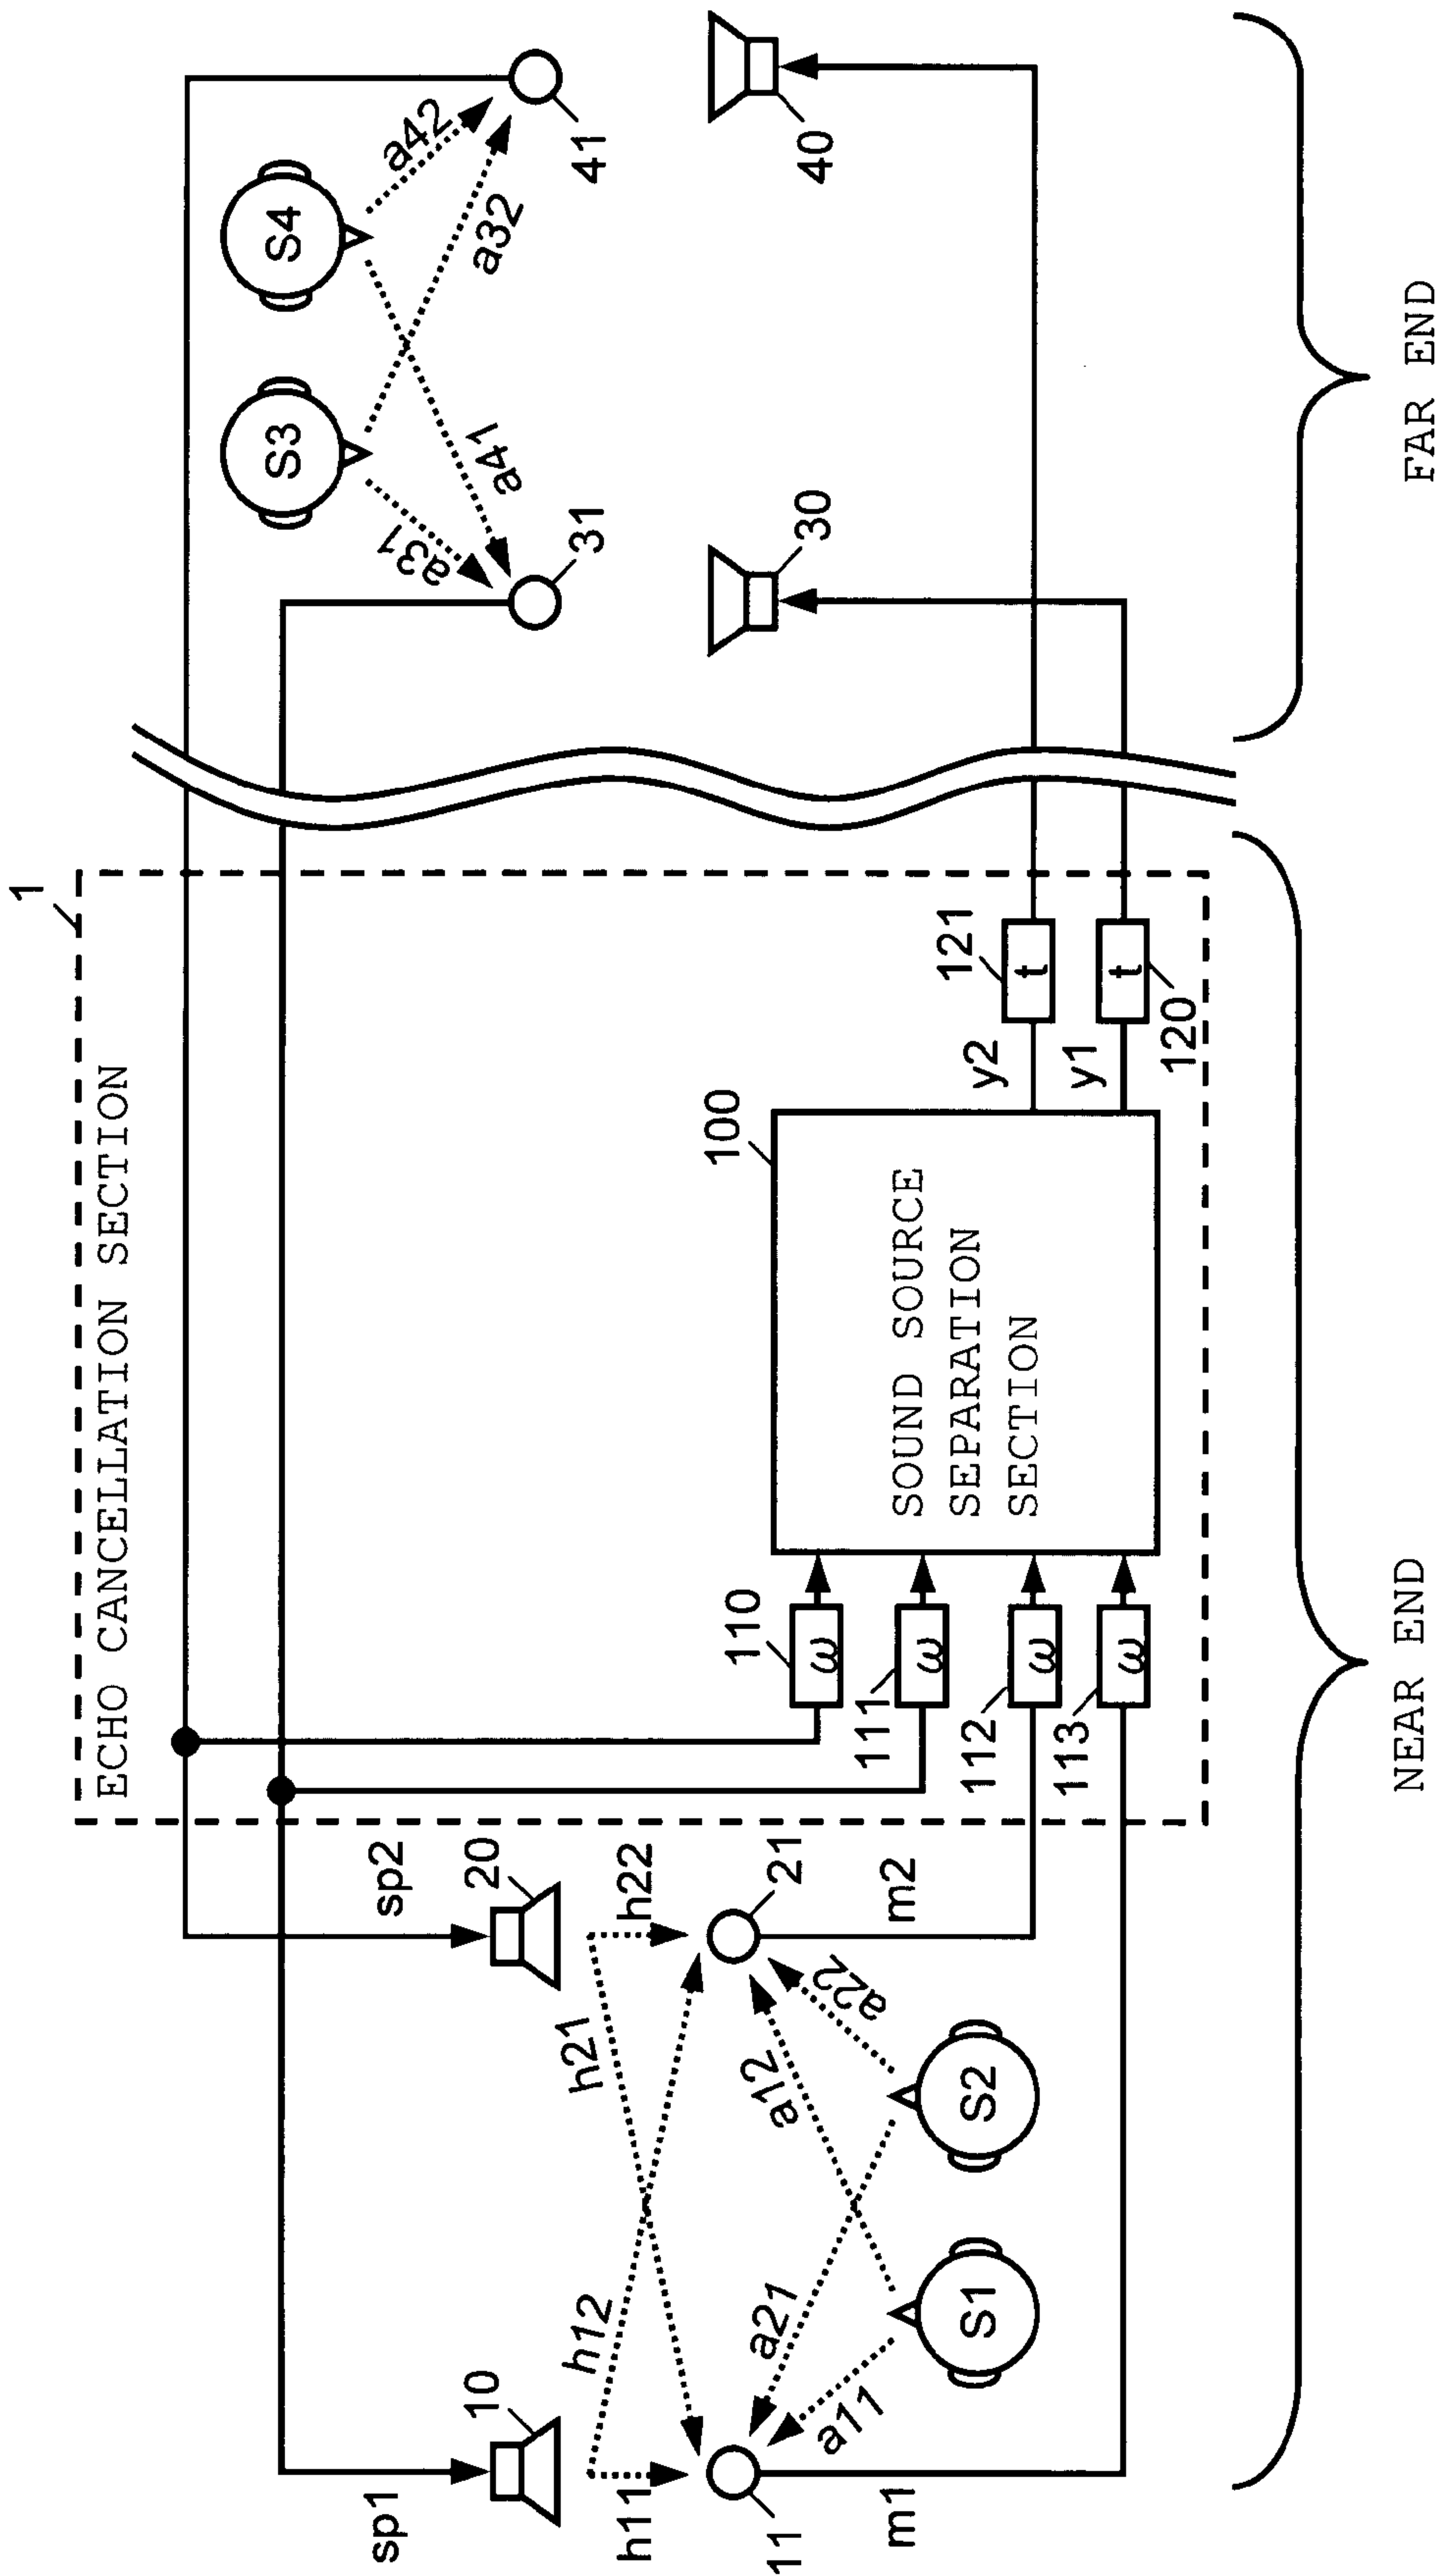 1
ECHO CANCELLATION SECTION
sp1
10
sp2
20
h11
h12
h21
h22
11
21
m1
m2
a11
a21
a12
a22
S1
S2
110
ω
111
ω
112
ω
113
ω
100
SOUND SOURCE
SEPARATION
SECTION
y2
121
t
y1
120
t
S3
S4
a31
a41
a32
a42
31
41
30
40
NEAR END
FAR END